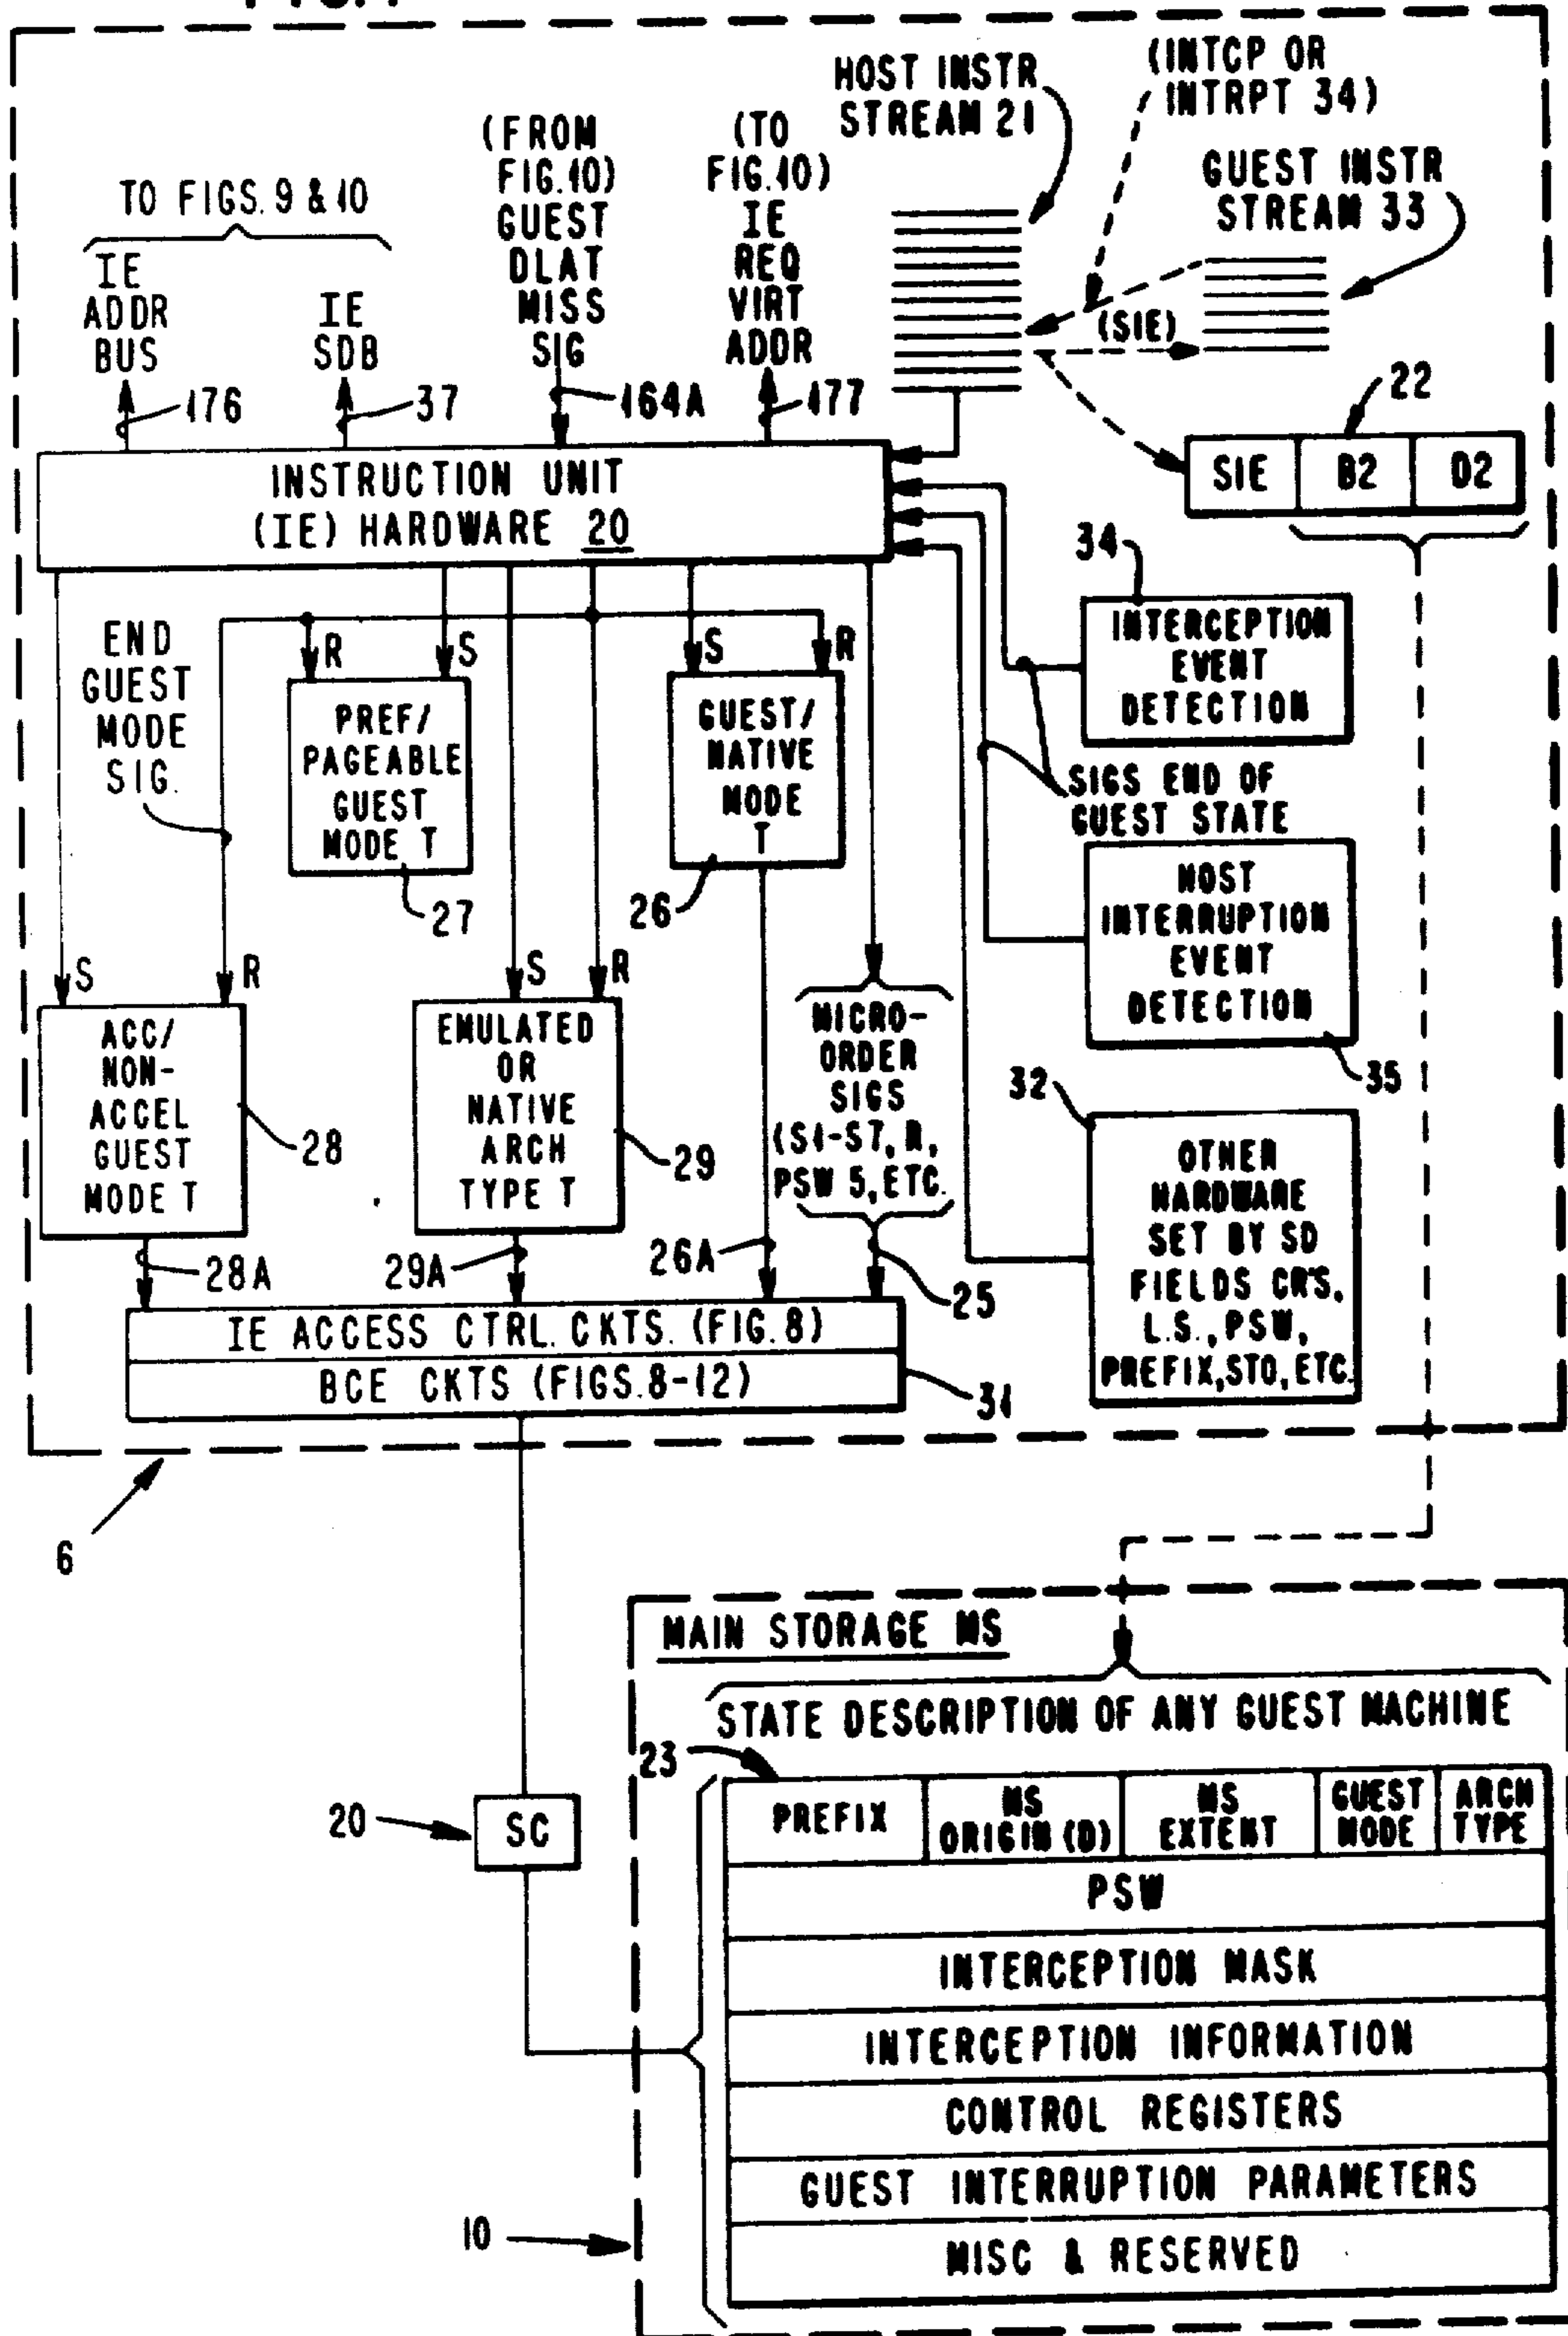 (INTCP OR
INTRPT 34)
HOST INSTR
STREAM 21
GUEST INSTR
STREAM 33
(FROM
FIG.10)
GUEST
DLAT
MISS
SIG
(TO
FIG.10)
IE
REQ
VIRT
ADDR
TO FIGS. 9 & 10
IE
ADDR
BUS
IE
SDB
176
37
164A
177
(SIE)
22
SIE B2 D2
INSTRUCTION UNIT
(IE) HARDWARE 20
34
INTERCEPTION
EVENT
DETECTION
END
GUEST
MODE
SIG.
R
S
S
R
PREF/
PAGEABLE
GUEST
MODE T
27
GUEST/
NATIVE
MODE
T
26
SIGS END OF
GUEST STATE
HOST
INTERRUPTION
EVENT
DETECTION
35
S
R
S
R
ACC/
NON-
ACCEL
GUEST
MODE T
28
EMULATED
OR
NATIVE
ARCH
TYPE T
29
MICRO-
ORDER
SIGS
(S1-S7, R,
PSW 5, ETC.
32
OTHER
HARDWARE
SET BY SD
FIELDS CR'S,
L.S., PSW,
PREFIX, STO, ETC.
28A
29A
26A
25
IE ACCESS CTRL. CKTS. (FIG. 8)
BCE CKTS (FIGS. 8-12)
31
6
MAIN STORAGE MS
STATE DESCRIPTION OF ANY GUEST MACHINE
23
PREFIX
MS
ORIGIN (D)
MS
EXTENT
GUEST
MODE
ARCH
TYPE
20
SC
PSW
INTERCEPTION MASK
INTERCEPTION INFORMATION
CONTROL REGISTERS
GUEST INTERRUPTION PARAMETERS
MISC & RESERVED
10